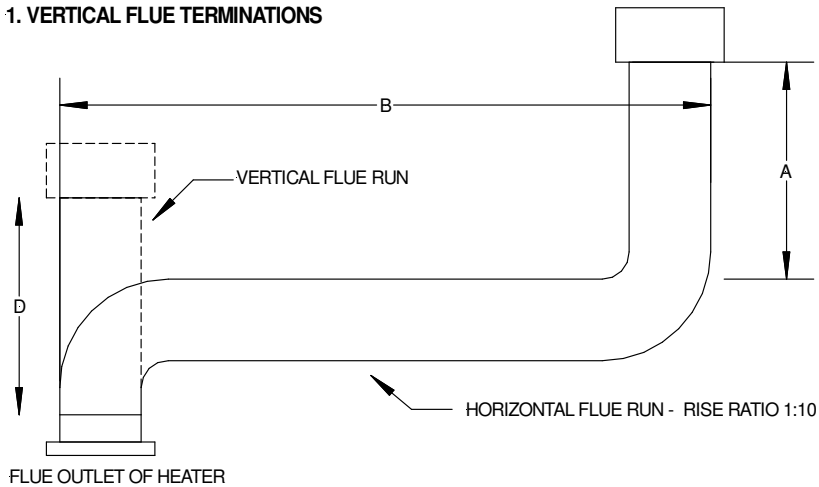 1. VERTICAL FLUE TERMINATIONS
B
A
VERTICAL FLUE RUN
D
HORIZONTAL FLUE RUN - RISE RATIO 1:10
FLUE OUTLET OF HEATER